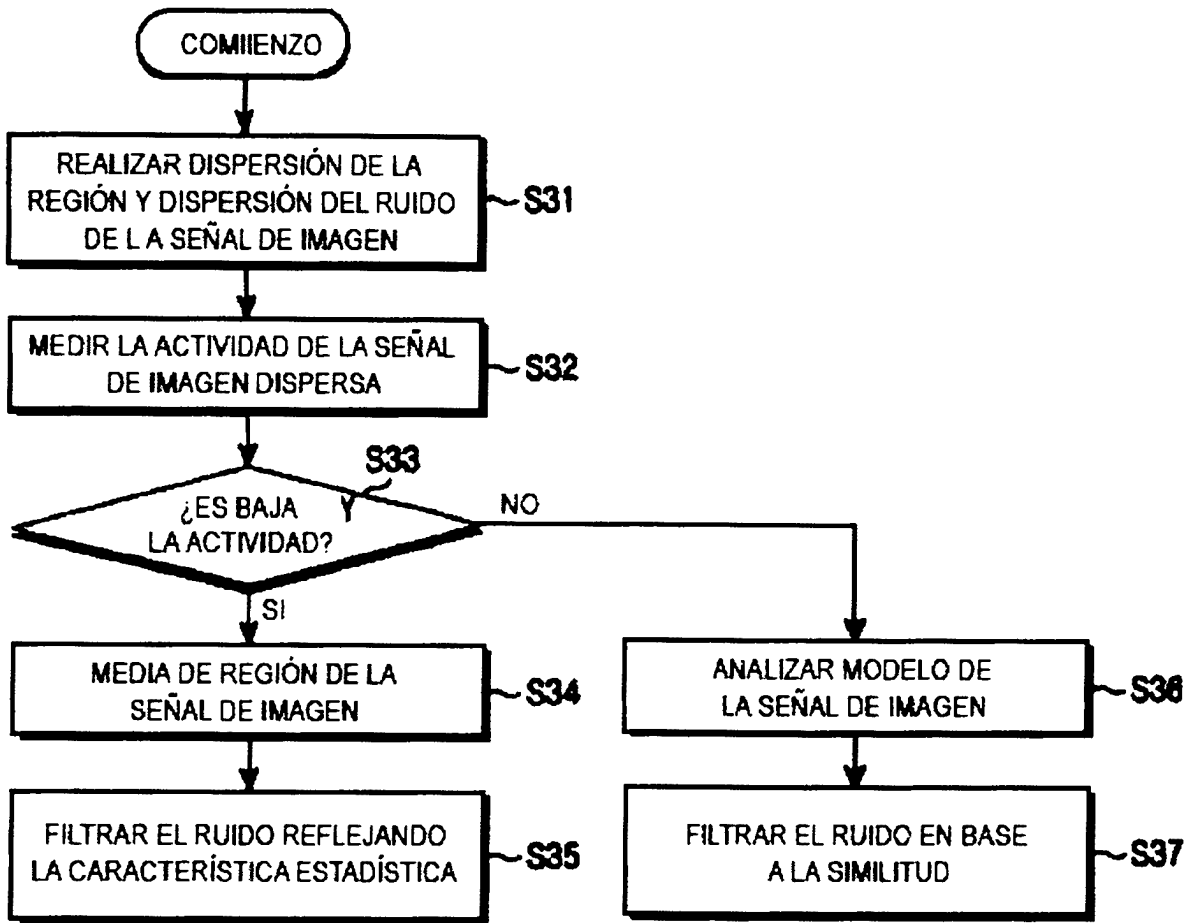 COMIIENZO
REALIZAR DISPERSIÓN DE LA
REGIÓN Y DISPERSIÓN DEL RUIDO
DE L A SEÑAL DE IMAGEN
S31
MEDIR LA ACTIVIDAD DE LA SEÑAL
DE IMAGEN DISPERSA
S32
S33
¿ES BAJA Y
LA ACTIVIDAD?
NO
SI
MEDIA DE REGIÓN DE LA
SEÑAL DE IMAGEN
S34
ANALIZAR MODELO DE
LA SEÑAL DE IMAGEN
S36
FILTRAR EL RUIDO REFLEJANDO
LA CARACTERÍSTICA ESTADÍSTICA
S35
FILTRAR EL RUIDO EN BASE
A LA SIMILITUD
S37